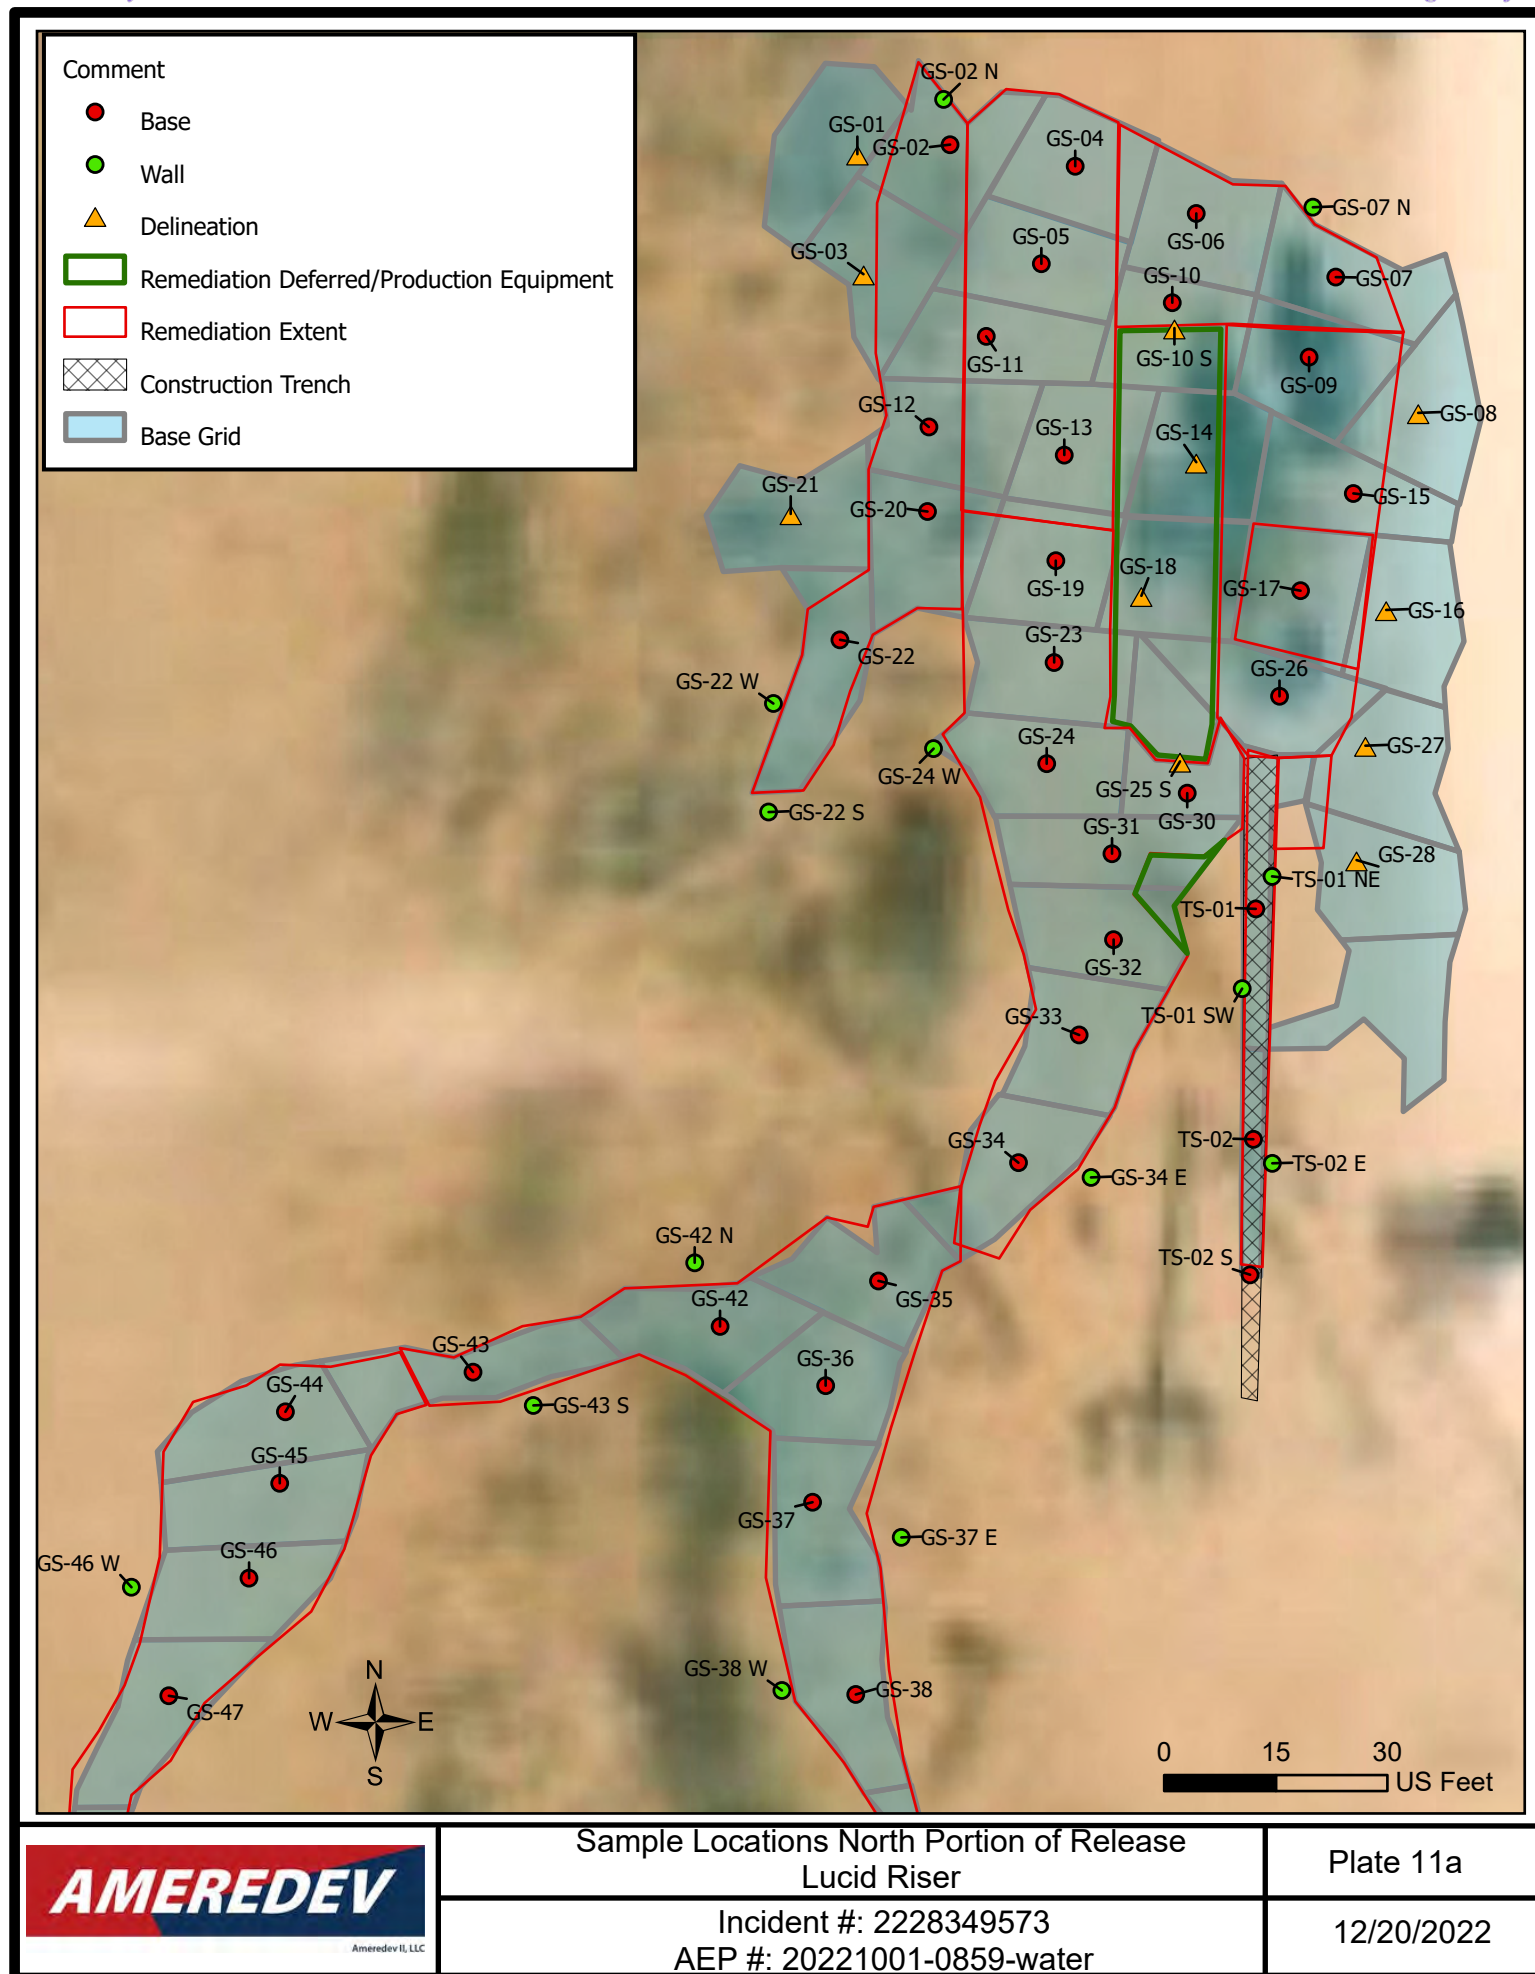 Comment
Base
Wall
Delineation
Remediation Deferred/Production Equipment
Remediation Extent
Construction Trench
Base Grid
GS-02 N
GS-01
GS-02
GS-04
GS-07 N
GS-06
GS-05
GS-03
GS-10
GS-07
GS-11
GS-10 S
GS-09
GS-12
GS-08
GS-13
GS-14
GS-21
GS-15
GS-20
GS-18
GS-19
GS-17
GS-16
GS-23
GS-22
GS-26
GS-22 W
GS-24
GS-24 W
GS-27
GS-25 S
GS-22 S
GS-30
GS-31
GS-28
TS-01 NE
TS-01
GS-32
TS-01 SW
GS-33
GS-34
TS-02
TS-02 E
GS-34 E
GS-42 N
TS-02 S
GS-42
GS-35
GS-43
GS-36
GS-44
GS-43 S
GS-45
GS-37
GS-37 E
GS-46
GS-46 W
GS-38 W
GS-38
GS-47
N
W
E
S
0 15 30
US Feet
AMEREDEV
Ameredev II, LLC
Sample Locations North Portion of Release
Lucid Riser
Plate 11a
Incident #: 2228349573
AEP #: 20221001-0859-water
12/20/2022